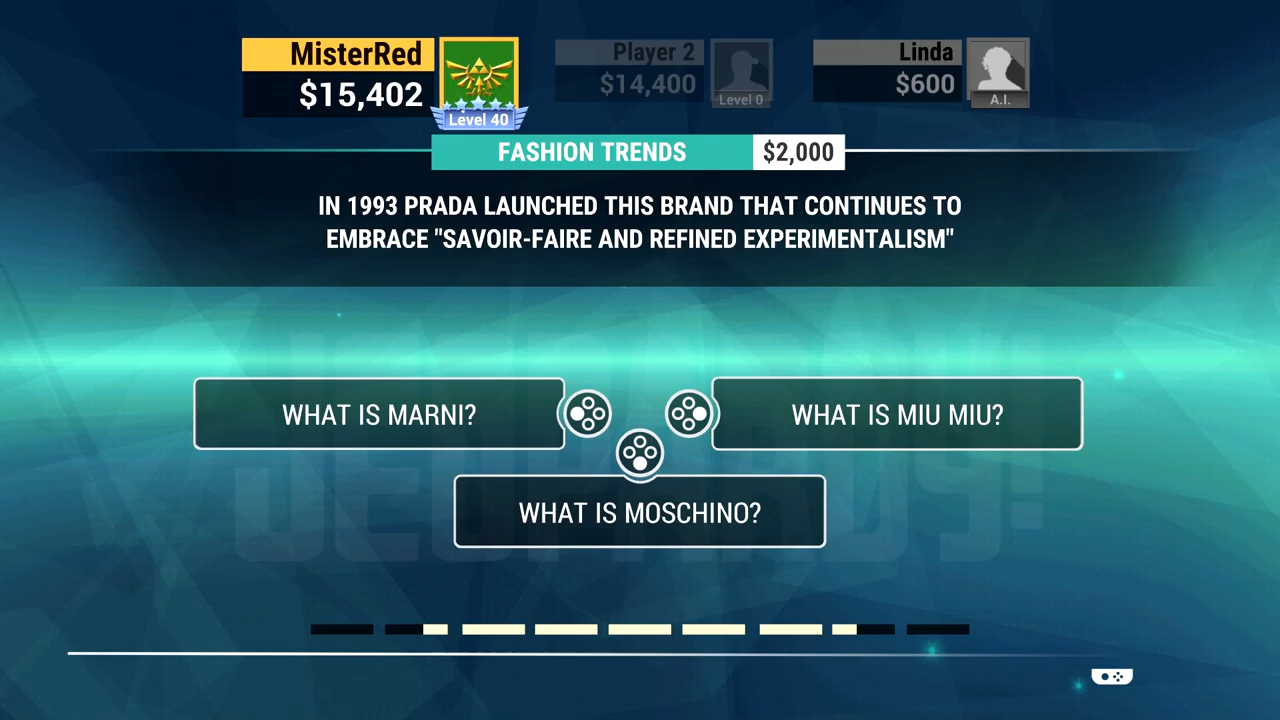 MisterRed
$15,402
Level 40
Player 2
$14,400
Level 0
Linda
$600
A.I.
FASHION TRENDS $2,000
IN 1993 PRADA LAUNCHED THIS BRAND THAT CONTINUES TO
EMBRACE "SAVOIR-FAIRE AND REFINED EXPERIMENTALISM"
WHAT IS MARNI?
WHAT IS MIU MIU?
WHAT IS MOSCHINO?
JEOPARDY!